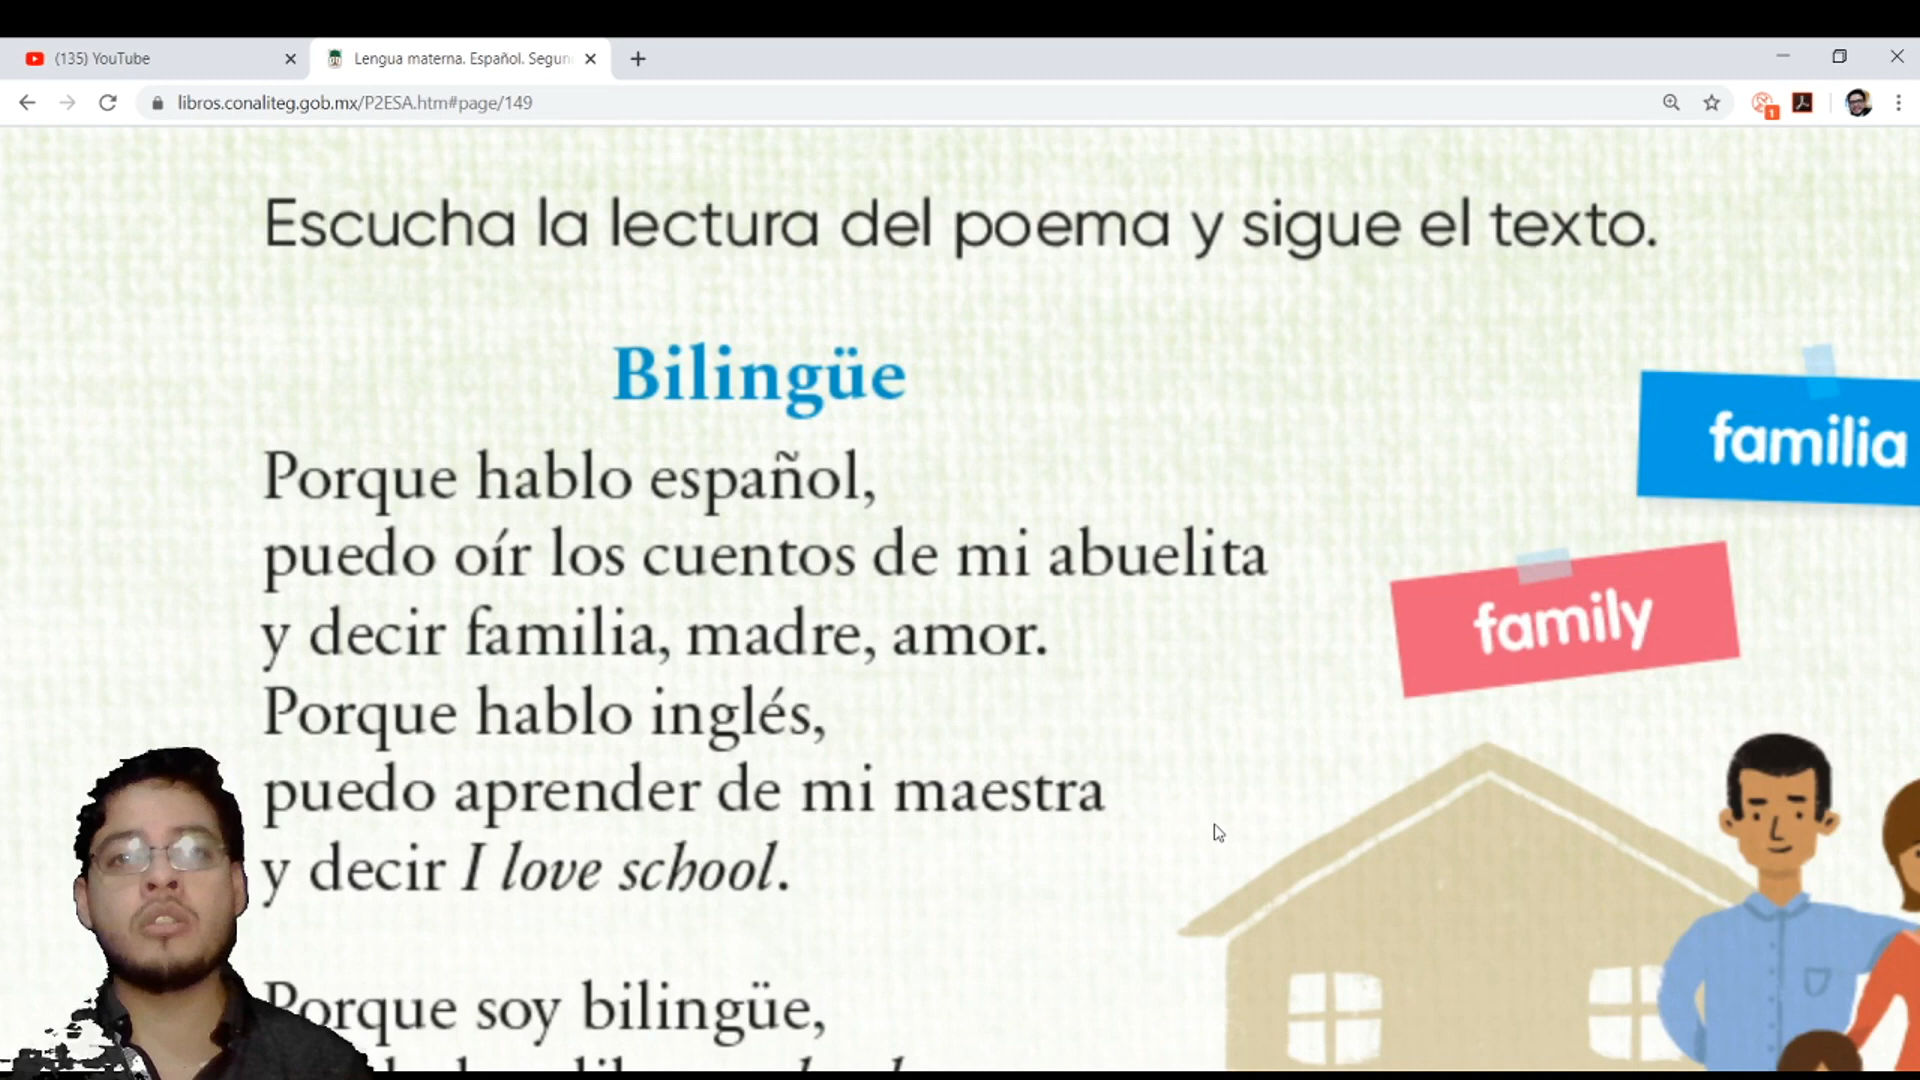 (135) YouTube
Lengua materna. Español. Segun
libros.conaliteg.gob.mx/P2ESA.htm#page/149
1
Escucha la lectura del poema y sigue el texto.
Bilingüe
familia
Porque hablo español,
puedo oír los cuentos de mi abuelita
family
y decir familia, madre, amor.
Porque hablo inglés,
puedo aprender de mi maestra
y decir I love school.
Porque soy bilingüe,